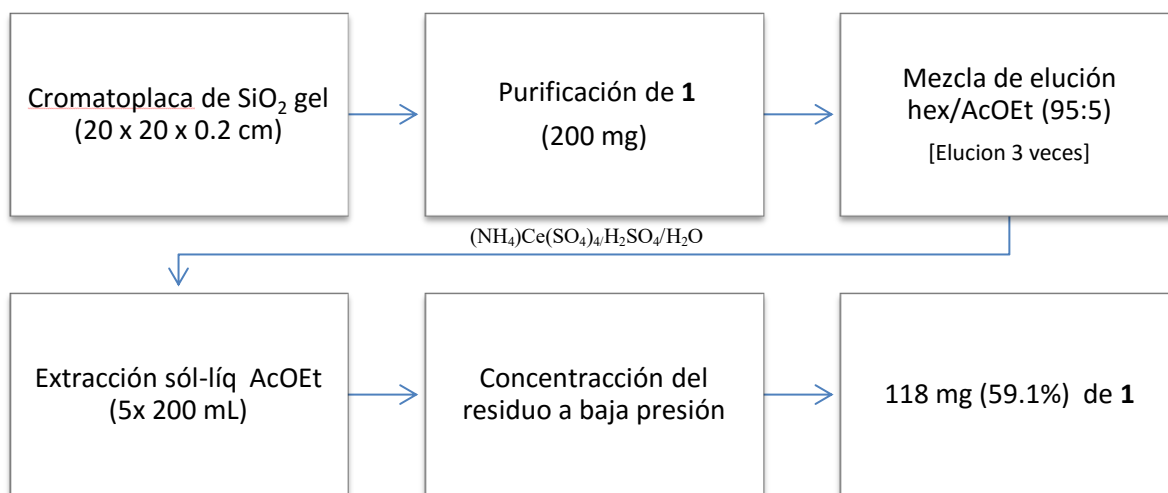 Cromatoplaca de SiO₂ gel
(20 x 20 x 0.2 cm)
Purificación de 1
(200 mg)
Mezcla de elución
hex/AcOEt (95:5)
[Elucion 3 veces]
(NH₄)Ce(SO₄)₄/H₂SO₄/H₂O
Extracción sól-líq AcOEt
(5x 200 mL)
Concentracción del
residuo a baja presión
118 mg (59.1%) de 1